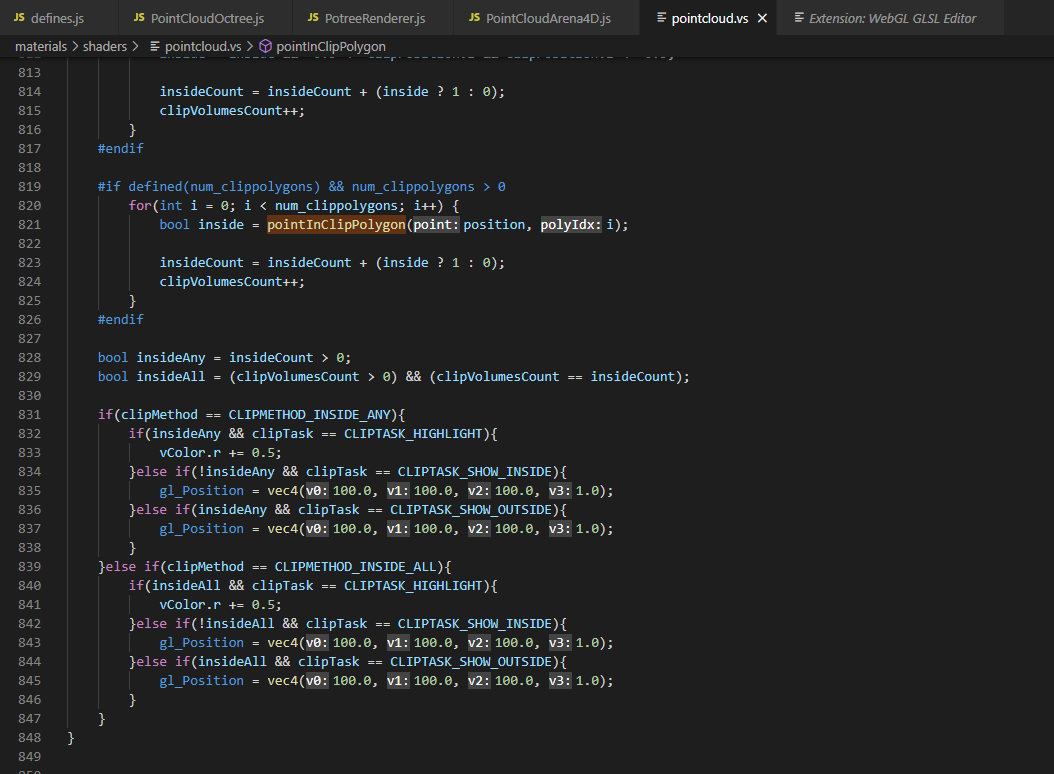 JS defines.js JS PointCloudOctree.js JS PotreeRenderer.js JS PointCloudArena4D.js pointcloud.vs Extension: WebGL GLSL Editor
materials > shaders > pointcloud.vs > pointInClipPolygon
813
814 insideCount = insideCount + (inside ? 1 : 0);
815 clipVolumesCount++;
816 }
817 #endif
818
819 #if defined(num_clippolygons) && num_clippolygons > 0
820 for(int i = 0; i < num_clippolygons; i++) {
821 bool inside = pointInClipPolygon(point: position, polyIdx: i);
822
823 insideCount = insideCount + (inside ? 1 : 0);
824 clipVolumesCount++;
825 }
826 #endif
827
828 bool insideAny = insideCount > 0;
829 bool insideAll = (clipVolumesCount > 0) && (clipVolumesCount == insideCount);
830
831 if(clipMethod == CLIPMETHOD_INSIDE_ANY){
832 if(insideAny && clipTask == CLIPTASK_HIGHLIGHT){
833 vColor.r += 0.5;
834 }else if(!insideAny && clipTask == CLIPTASK_SHOW_INSIDE){
835 gl_Position = vec4(v0: 100.0, v1: 100.0, v2: 100.0, v3: 1.0);
836 }else if(insideAny && clipTask == CLIPTASK_SHOW_OUTSIDE){
837 gl_Position = vec4(v0: 100.0, v1: 100.0, v2: 100.0, v3: 1.0);
838 }
839 }else if(clipMethod == CLIPMETHOD_INSIDE_ALL){
840 if(insideAll && clipTask == CLIPTASK_HIGHLIGHT){
841 vColor.r += 0.5;
842 }else if(!insideAll && clipTask == CLIPTASK_SHOW_INSIDE){
843 gl_Position = vec4(v0: 100.0, v1: 100.0, v2: 100.0, v3: 1.0);
844 }else if(insideAll && clipTask == CLIPTASK_SHOW_OUTSIDE){
845 gl_Position = vec4(v0: 100.0, v1: 100.0, v2: 100.0, v3: 1.0);
846 }
847 }
848 }
849